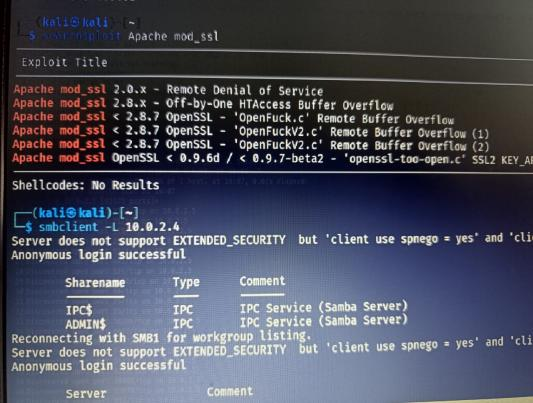 (kali㉿kali)-[~]
$ searchsploit Apache mod_ssl
Exploit Title
Apache mod_ssl 2.0.x - Remote Denial of Service
Apache mod_ssl 2.8.x - Off-by-One HTAccess Buffer Overflow
Apache mod_ssl < 2.8.7 OpenSSL - 'OpenFuck.c' Remote Buffer Overflow
Apache mod_ssl < 2.8.7 OpenSSL - 'OpenFuckV2.c' Remote Buffer Overflow (1)
Apache mod_ssl < 2.8.7 OpenSSL - 'OpenFuckV2.c' Remote Buffer Overflow (2)
Apache mod_ssl OpenSSL < 0.9.6d / < 0.9.7-beta2 - 'openssl-too-open.c' SSL2 KEY_AR
Shellcodes: No Results
(kali㉿kali)-[~]
$ smbclient -L 10.0.2.4
Server does not support EXTENDED_SECURITY but 'client use spnego = yes' and 'cli
Anonymous login successful
Sharename Type Comment
IPC$ IPC IPC Service (Samba Server)
ADMIN$ IPC IPC Service (Samba Server)
Reconnecting with SMB1 for workgroup listing.
Server does not support EXTENDED_SECURITY but 'client use spnego = yes' and 'cli
Anonymous login successful
Server Comment